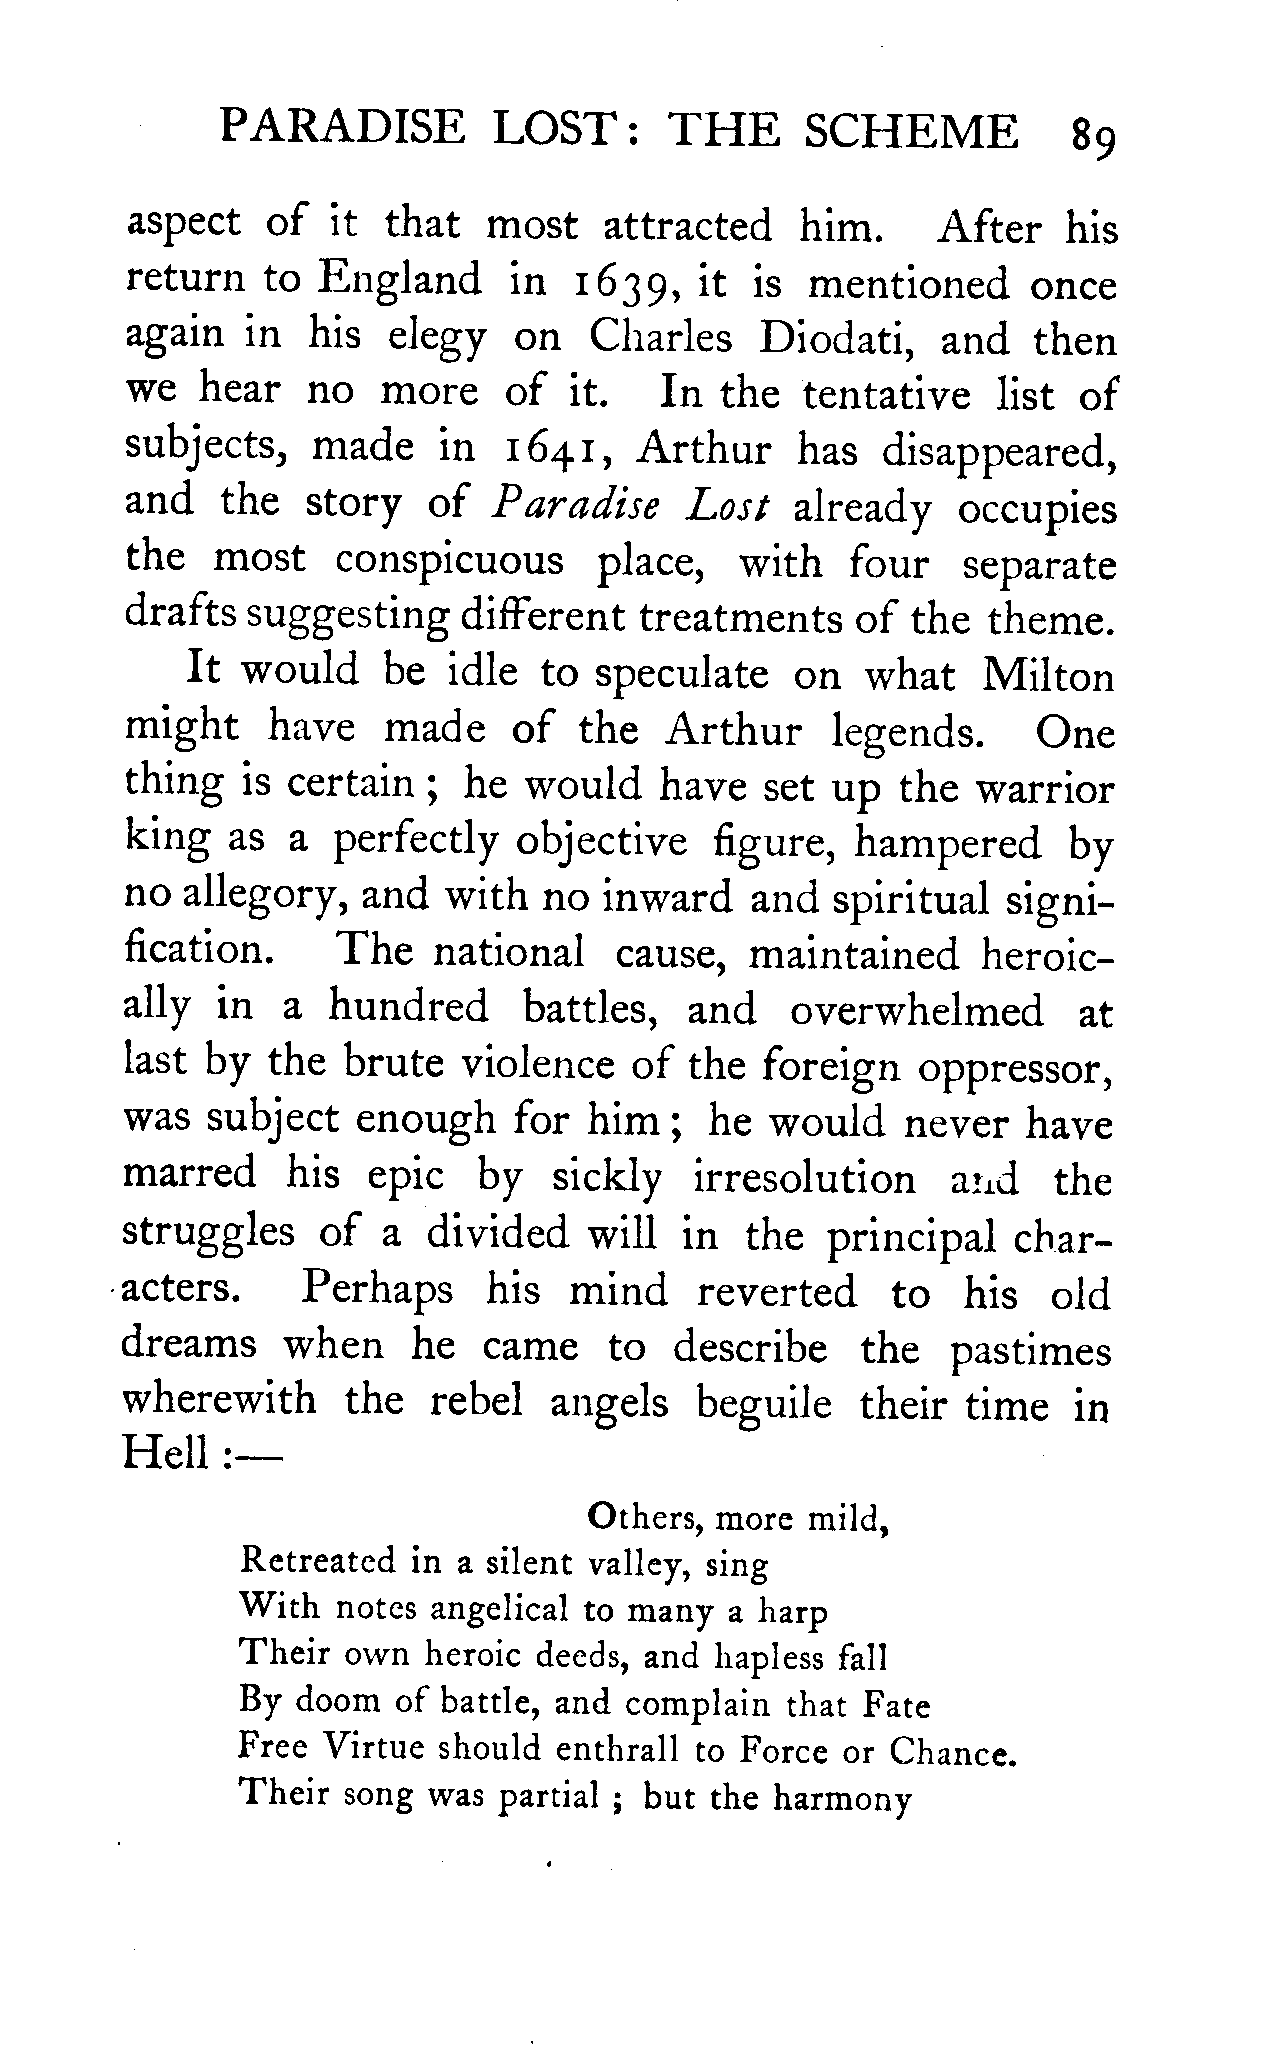 PARADISE LOST: THE SCHEME 89
aspect of it that most attracted him. After his
return to England in 1639, it is mentioned once
again in his elegy on Charles Diodati, and then
we hear no more of it. In the tentative list of
subjects, made in 1641, Arthur has disappeared,
and the story of Paradise Lost already occupies
the most conspicuous place, with four separate
drafts suggesting different treatments of the theme.
It would be idle to speculate on what Milton
might have made of the Arthur legends. One
thing is certain ; he would have set up the warrior
king as a perfectly objective figure, hampered by
no allegory, and with no inward and spiritual signi-
fication. The national cause, maintained heroic-
ally in a hundred battles, and overwhelmed at
last by the brute violence of the foreign oppressor,
was subject enough for him ; he would never have
marred his epic by sickly irresolution and the
struggles of a divided will in the principal char-
acters. Perhaps his mind reverted to his old
dreams when he came to describe the pastimes
wherewith the rebel angels beguile their time in
Hell :—
Others, more mild,
Retreated in a silent valley, sing
With notes angelical to many a harp
Their own heroic deeds, and hapless fall
By doom of battle, and complain that Fate
Free Virtue should enthrall to Force or Chance.
Their song was partial ; but the harmony